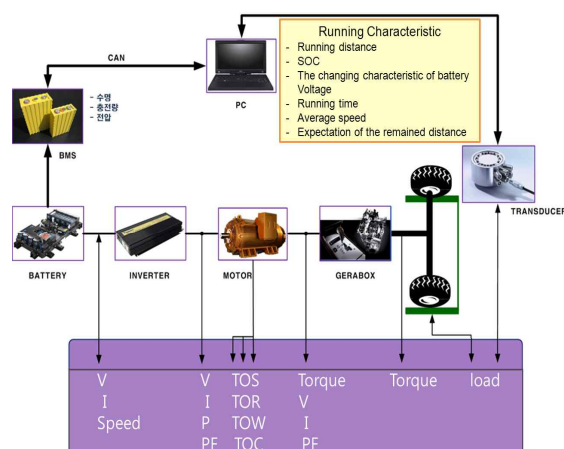 Running Characteristic
- Running distance
- SOC
- The changing characteristic of battery
Voltage
- Running time
- Average speed
- Expectation of the remained distance
CAN
PC
- 수명
- 충전량
- 전압
BMS
TRANSDUCER
BATTERY
INVERTER
MOTOR
GERABOX
V V TOS Torque Torque load
I I TOR V
Speed P TOW I
PF TOC PF